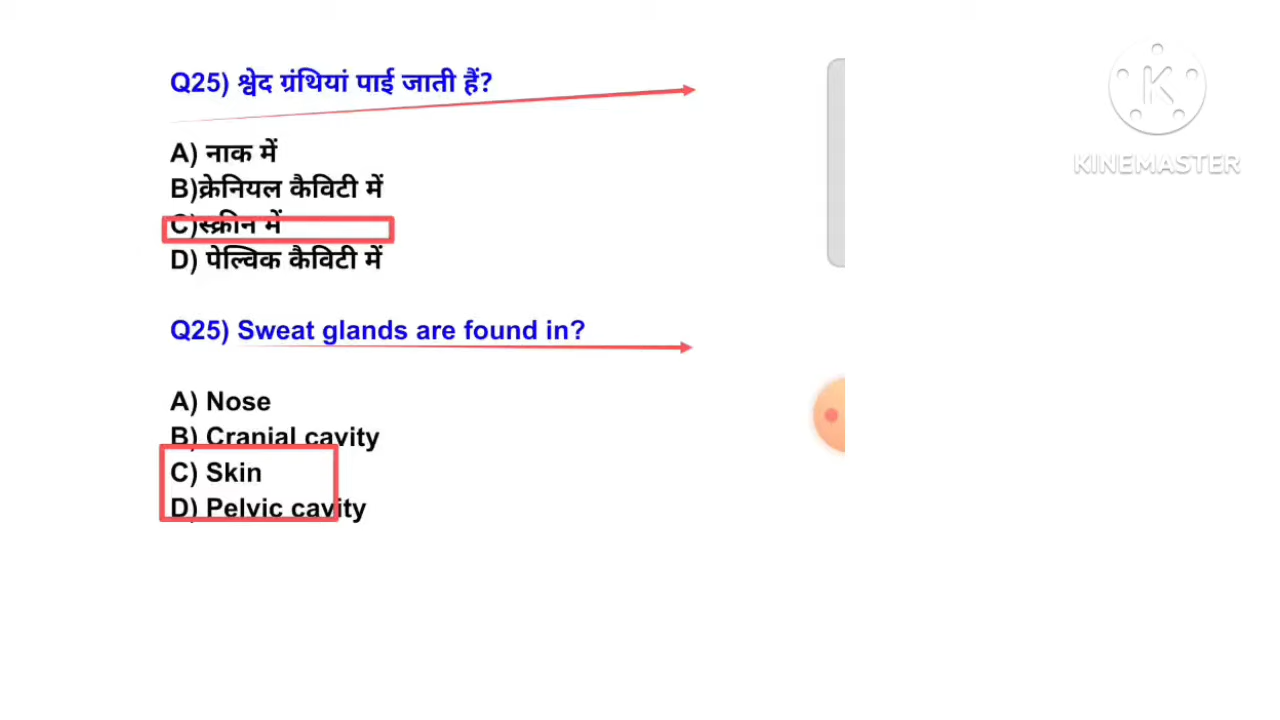 Q25) श्वेद ग्रंथियां पाई जाती हैं?
A) नाक में
B)क्रेनियल कैविटी में
C)स्क्रीन में
D) पेल्विक कैविटी में
Q25) Sweat glands are found in?
A) Nose
B) Cranial cavity
C) Skin
D) Pelvic cavity
K
KINEMASTER